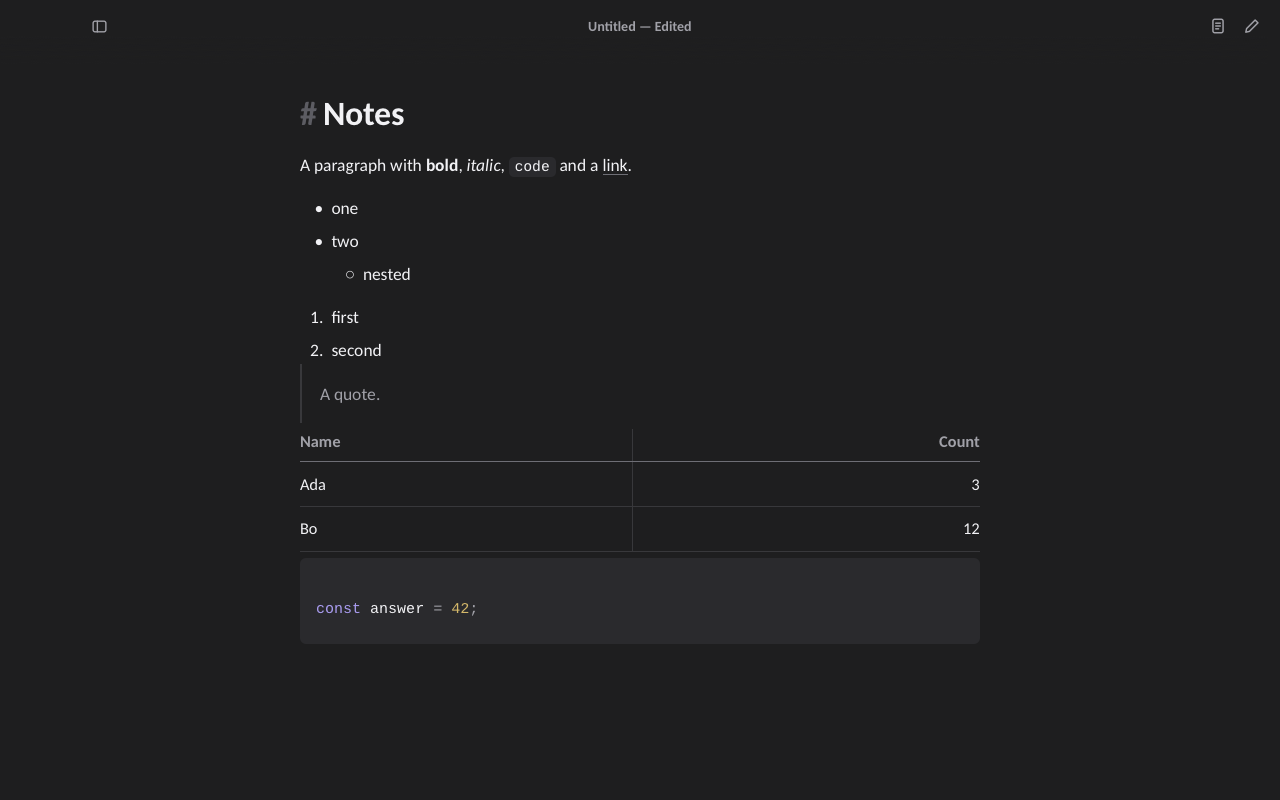 Untitled — Edited
# Notes
A paragraph with bold, italic, code and a link.
• one
• two
○ nested
1. first
2. second
A quote.
Name Count
Ada 3
Bo 12
const answer = 42;